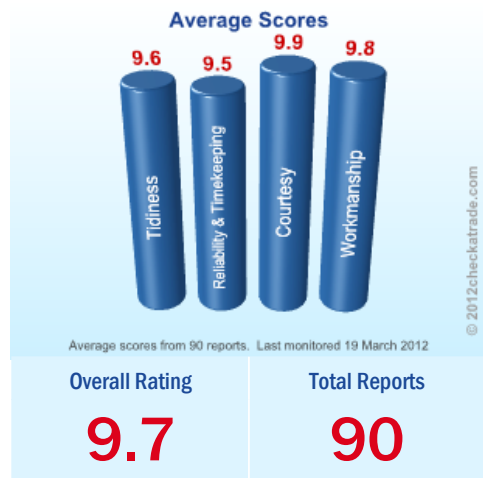 Average Scores
9.6
9.5
9.9
9.8
Tidiness
Reliability & Timekeeping
Courtesy
Workmanship
© 2012checkatrade.com
Average scores from 90 reports. Last monitored 19 March 2012
Overall Rating
Total Reports
9.7
90